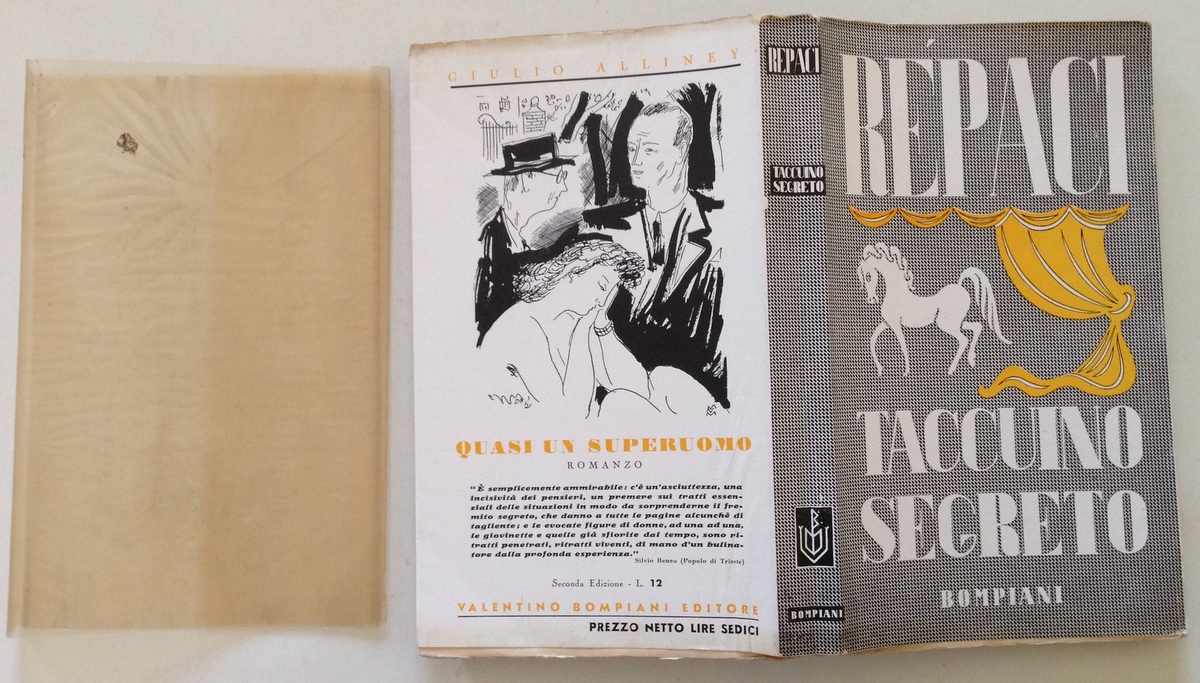 GIULIO ALLINEY
QUASI UN SUPERUOMO
ROMANZO
“È semplicemente ammirabile: c'è un'asciuttezza, una
incisività dei pensieri, un premere sui tratti essen-
ziali delle situazioni in modo da sorprenderne il fre-
mito segreto, che danno a tutte le pagine alcunchè di
tagliente; e le evocate figure di donne, ad una ad una,
le giovinette e quelle già sfiorite dal tempo, sono ri-
tratti penetrati, ritratti viventi, di mano d'un bulina-
tore dalla profonda esperienza.”
Silvio Benco (Popolo di Trieste)
Seconda Edizione - L. 12
VALENTINO BOMPIANI EDITORE
PREZZO NETTO LIRE SEDICI
RÉPACI
TACCUINO
SEGRETO
BOMPIANI
RÉPACI
TACCUINO
SEGRETO
BOMPIANI